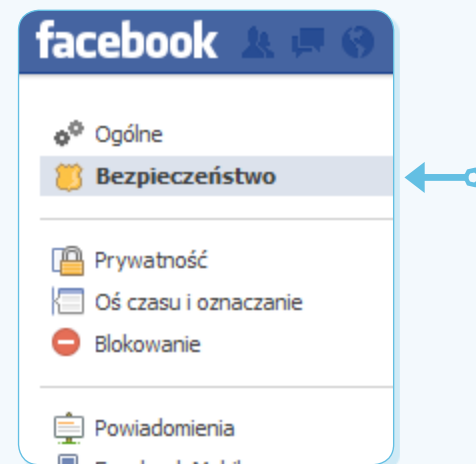 facebook
Ogólne
Bezpieczeństwo
Prywatność
Oś czasu i oznaczanie
Blokowanie
Powiadomienia